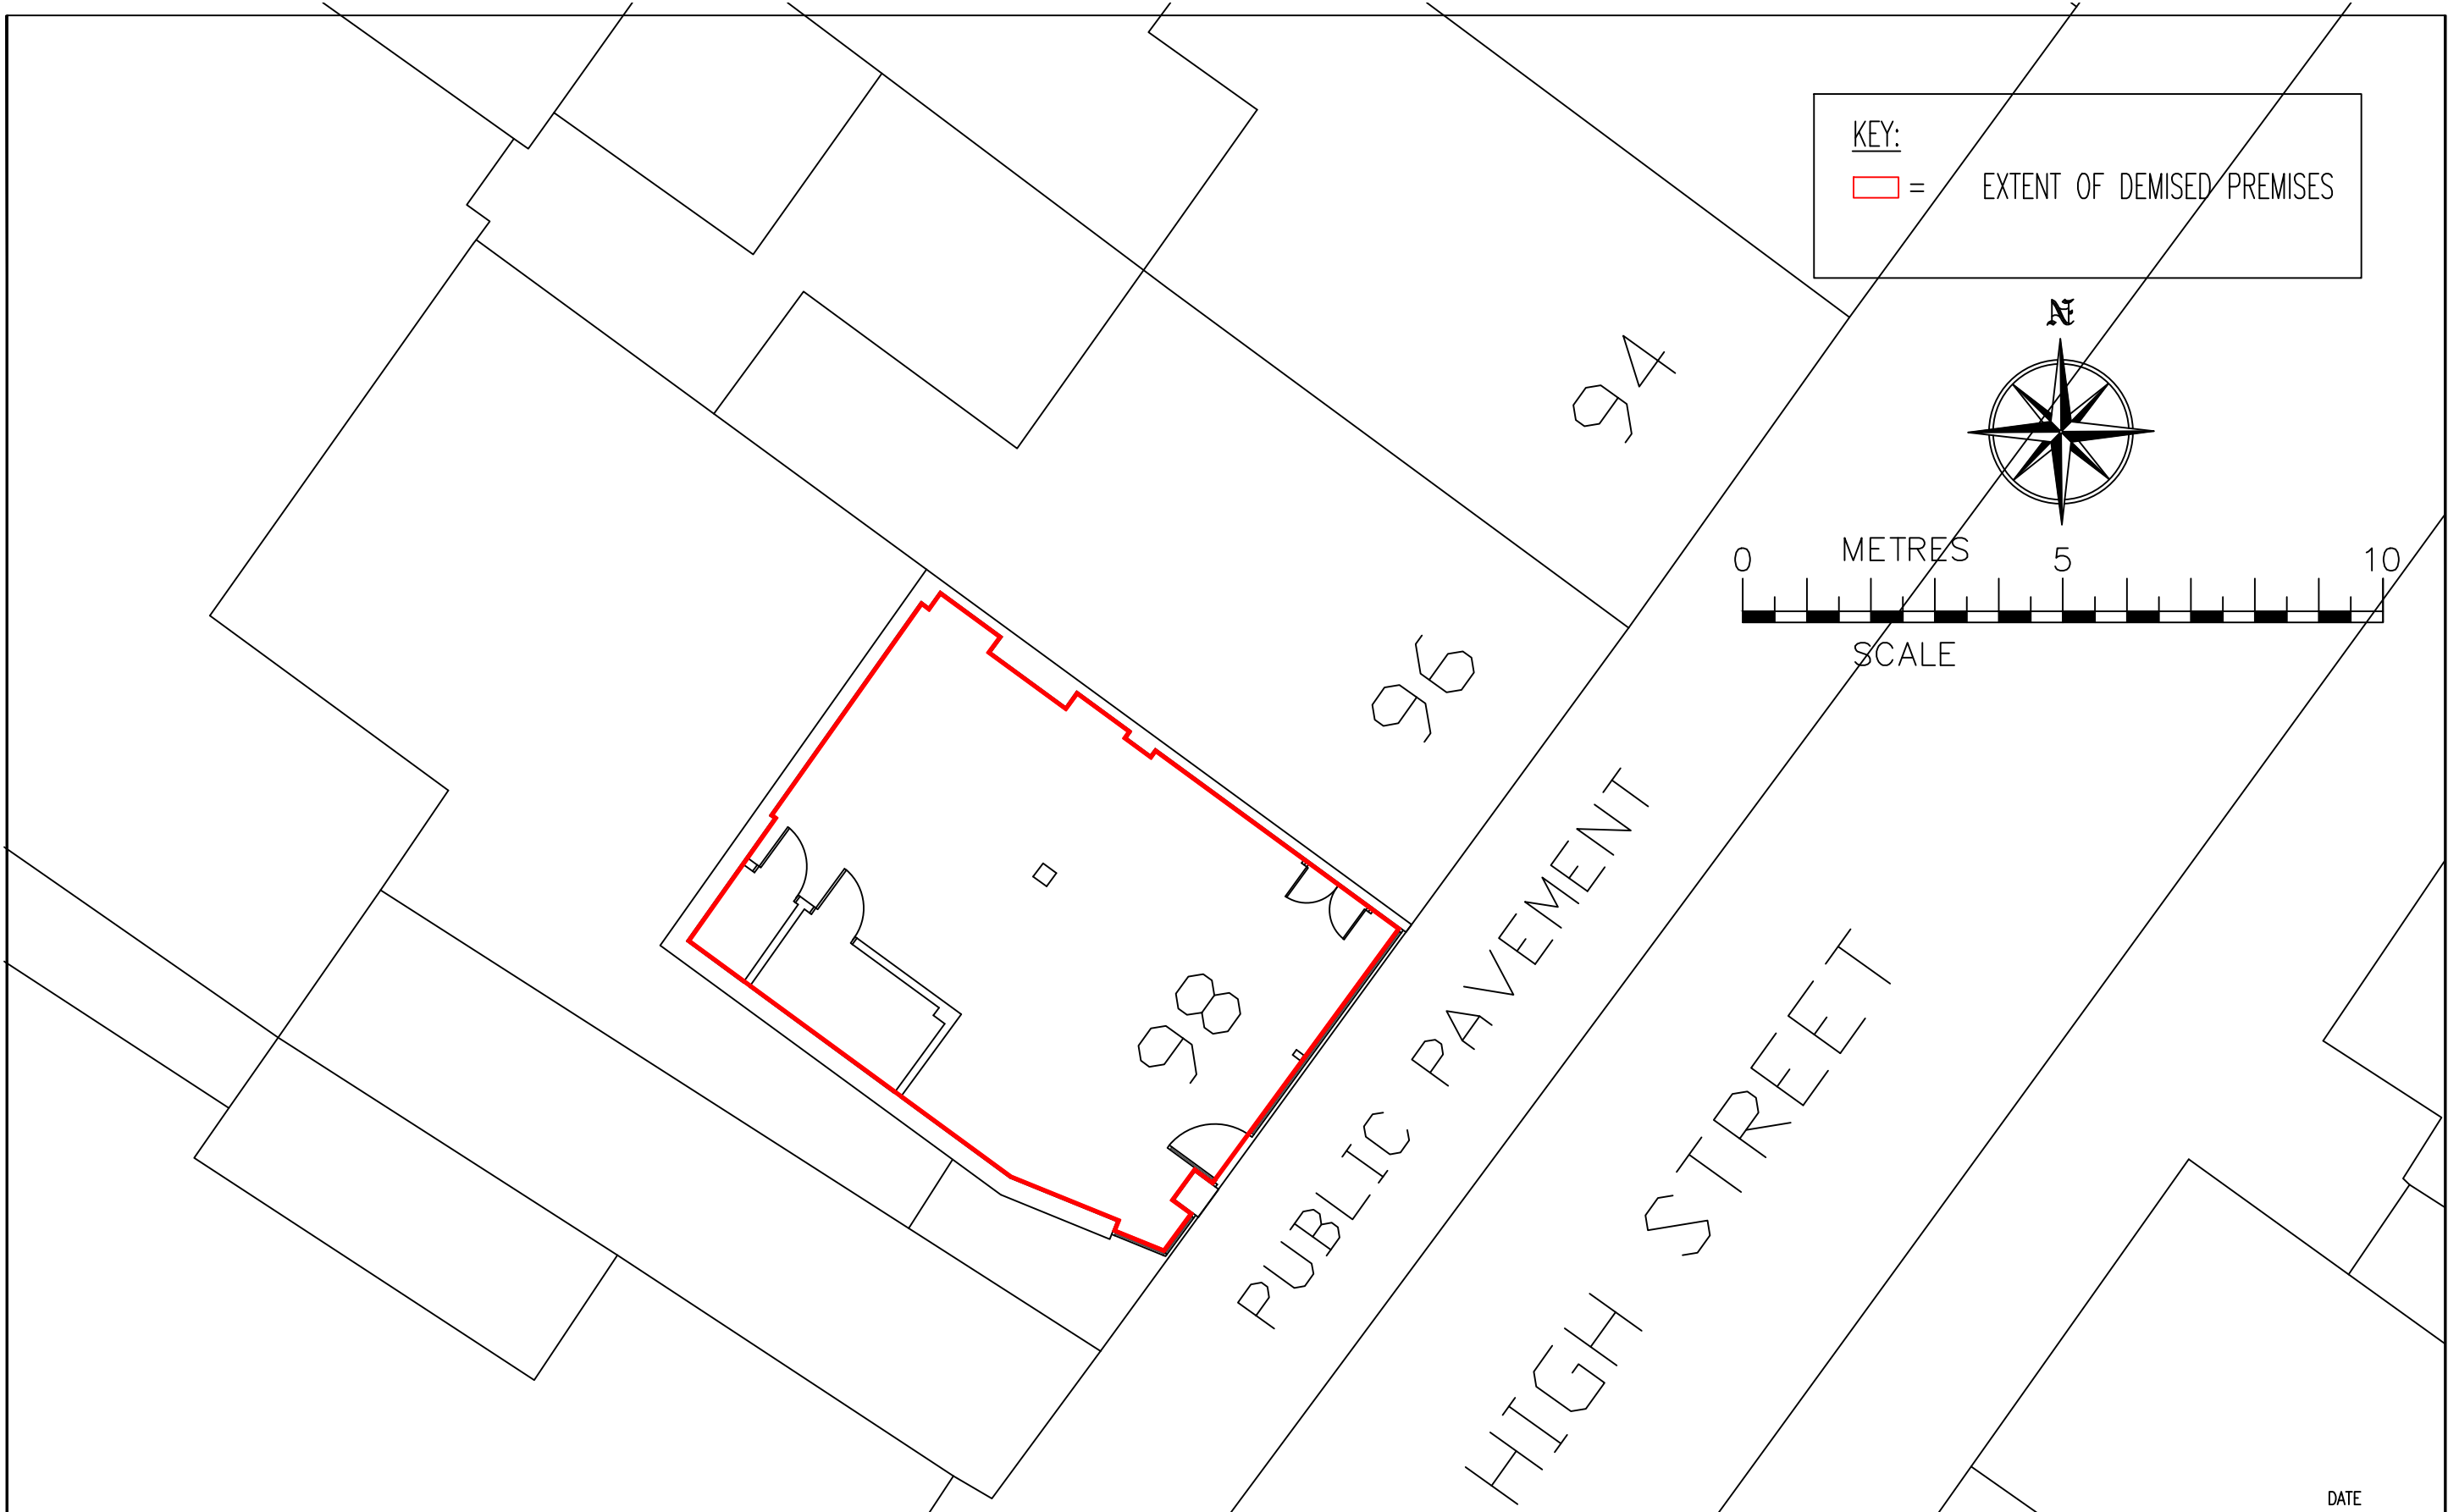 KEY:
= EXTENT OF DEMISED PREMISES
94
N
0 METRES 5 10
SCALE
96
98
PUBLIC PAVEMENT
HIGH STREET
DATE